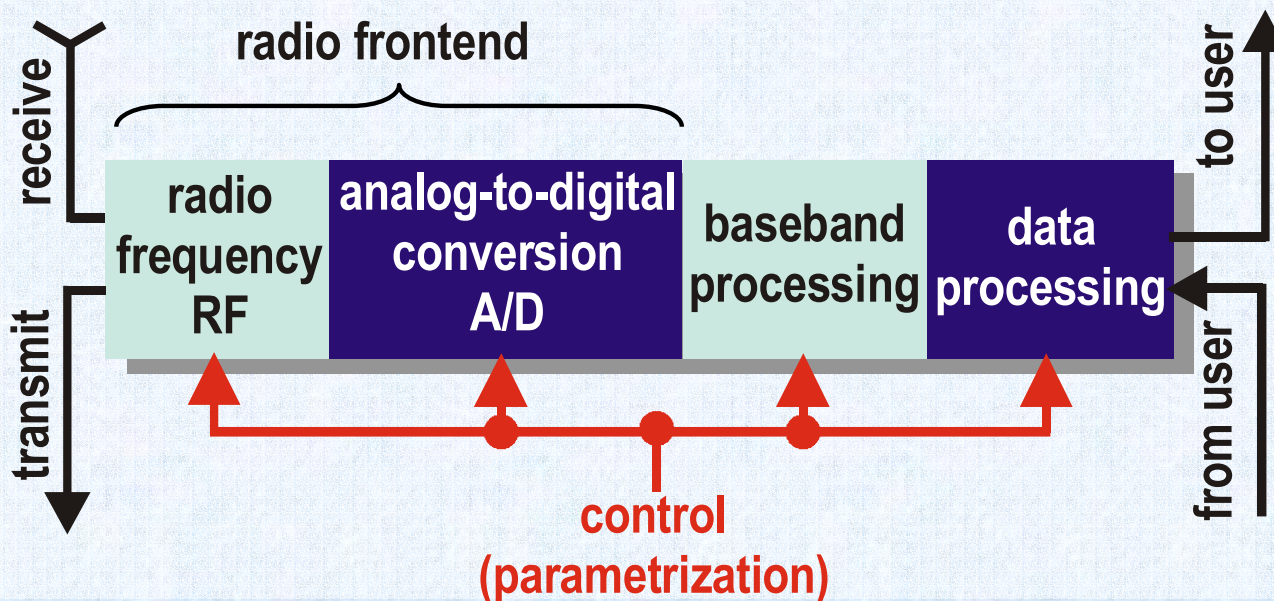 radio frontend
receive
transmit
radio
frequency
RF
analog-to-digital
conversion
A/D
baseband
processing
data
processing
to user
from user
control
(parametrization)